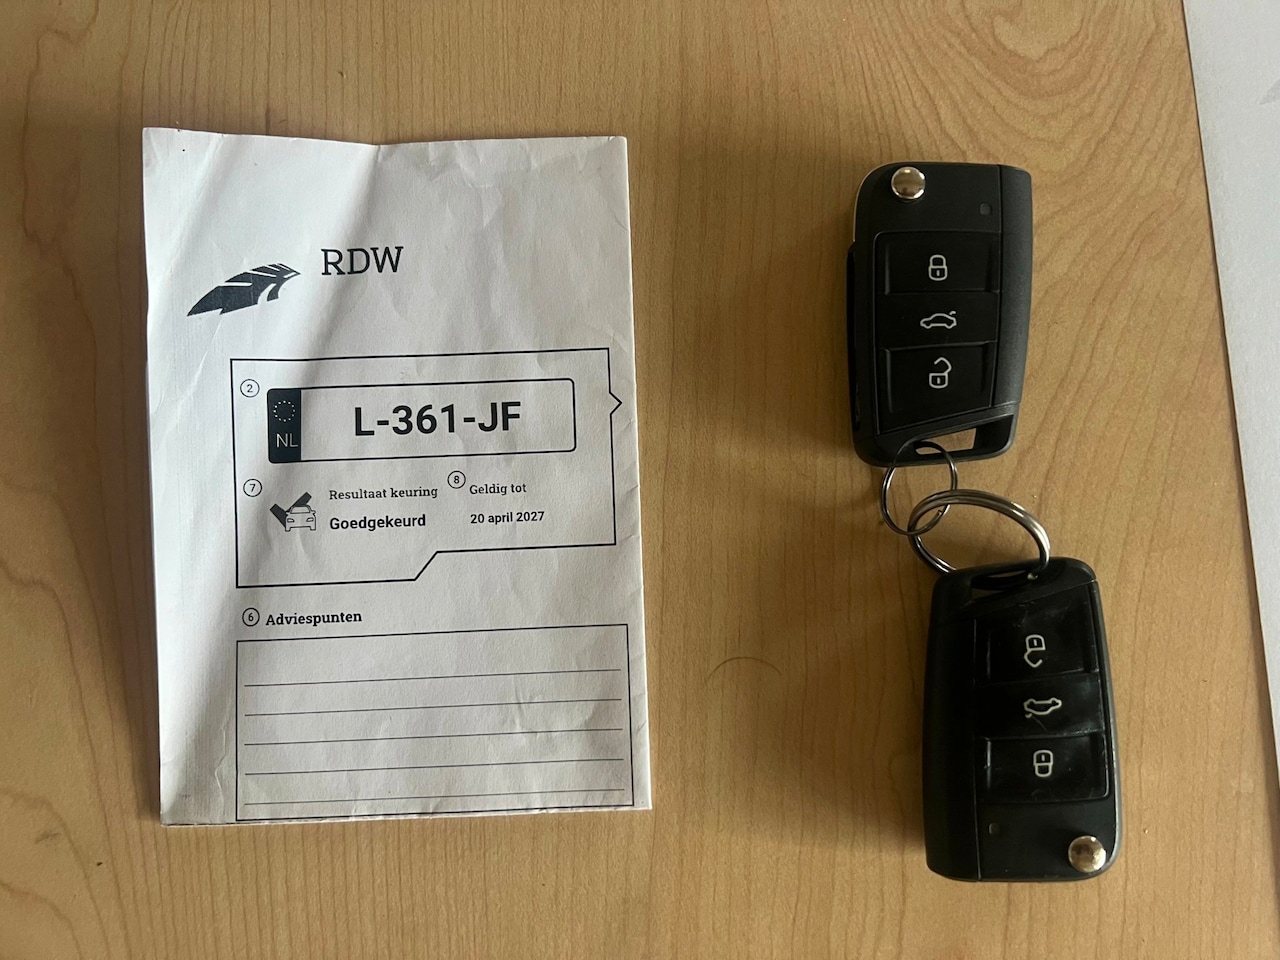 RDW
2
NL
L-361-JF
7
Resultaat keuring
Goedgekeurd
8
Geldig tot
20 april 2027
6 Adviespunten